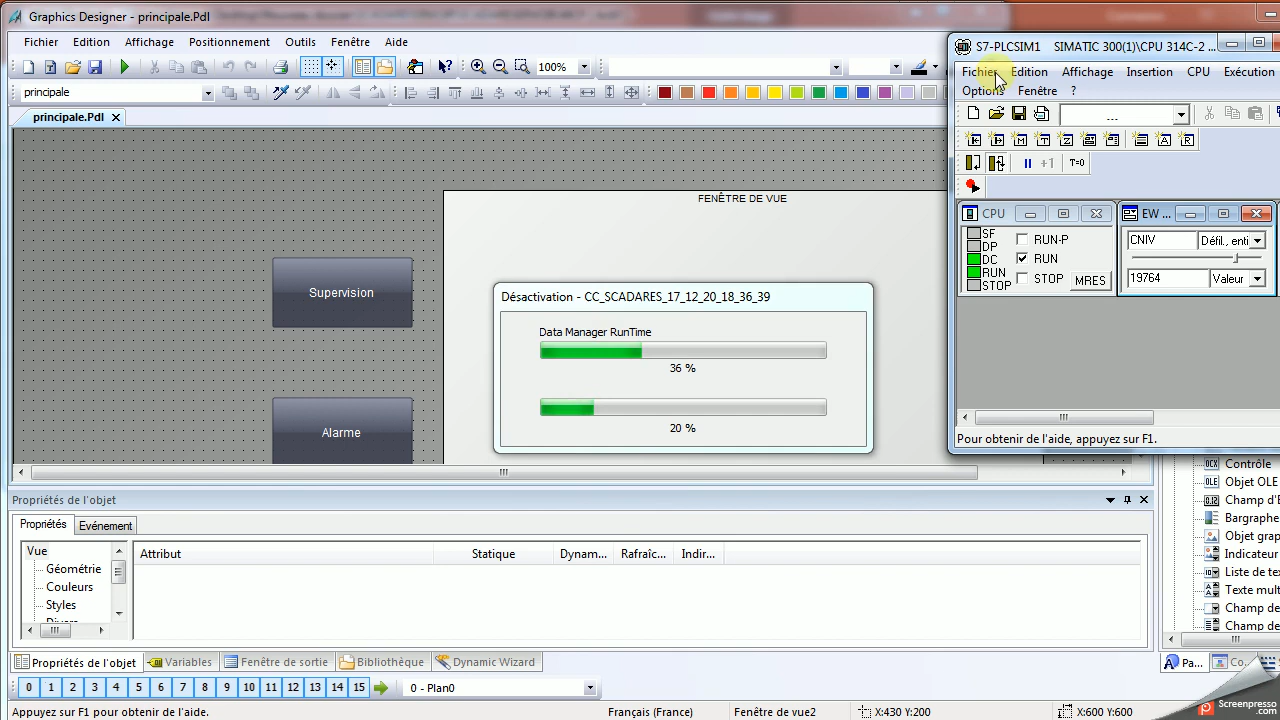 Graphics Designer - principale.Pdl
Fichier Edition Affichage Positionnement Outils Fenêtre Aide
100%
principale
principale.Pdl
FENÊTRE DE VUE
Supervision
Alarme
Désactivation - CC_SCADARES_17_12_20_18_36_39
Data Manager RunTime
36 %
20 %
S7-PLCSIM1 SIMATIC 300(1)\CPU 314C-2 ...
Fichier Edition Affichage Insertion CPU Exécution
Options Fenêtre ?
...
+1 T=0
CPU
SF
DP
DC
RUN
STOP
RUN-P
RUN
STOP
MRES
EW ...
CNIV
Défil., enti
19764
Valeur
Pour obtenir de l'aide, appuyez sur F1.
Contrôle
Objet OLE
Champ d'E
Bargraphe
Objet grap
Indicateur
Liste de te
Texte mult
Champ de
Champ de
Propriétés de l'objet
Propriétés Evénement
Vue
Géométrie
Couleurs
Styles
Divers
Attribut Statique Dynam... Rafraîc... Indir...
Propriétés de l'objet Variables Fenêtre de sortie Bibliothèque Dynamic Wizard
Pa... Co...
0 1 2 3 4 5 6 7 8 9 10 11 12 13 14 15
0 - Plan0
Appuyez sur F1 pour obtenir de l'aide.
Français (France)
Fenêtre de vue2
X:430 Y:200
X:600 Y:600
Screenpresso
.com